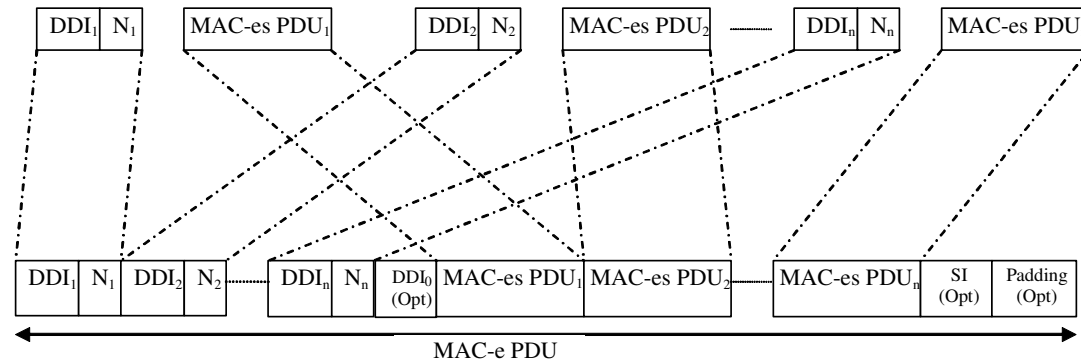 DDI₁ N₁ MAC-es PDU₁ DDI₂ N₂ MAC-es PDU₂ DDIₙ Nₙ MAC-es PDU
DDI₁ N₁ DDI₂ N₂ DDIₙ Nₙ DDI₀ (Opt) MAC-es PDU₁ MAC-es PDU₂ MAC-es PDUₙ SI (Opt) Padding (Opt)
MAC-e PDU